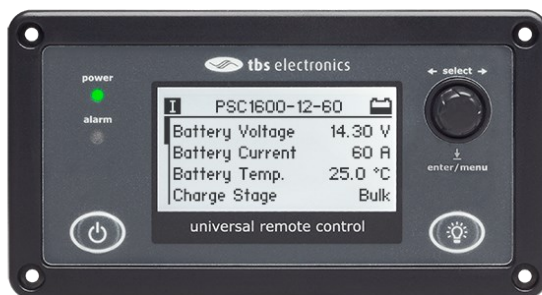 tbs electronics
power
alarm
← select →
enter/menu
I PSC1600-12-60
Battery Voltage 14.30 V
Battery Current 60 A
Battery Temp. 25.0 °C
Charge Stage Bulk
universal remote control